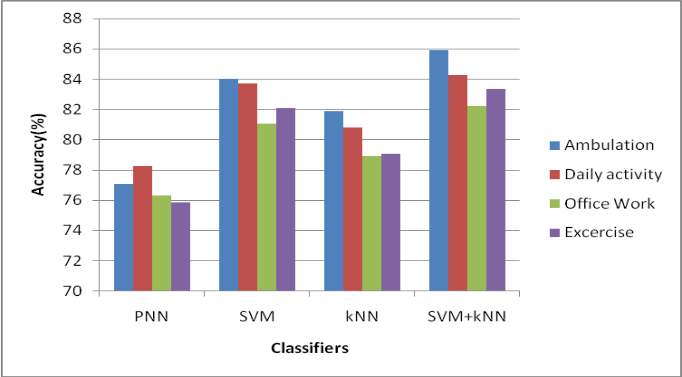 88
86
84
82
80
78
76
74
72
70
Accuracy(%)
PNN SVM kNN SVM+kNN
Classifiers
Ambulation
Daily activity
Office Work
Excercise